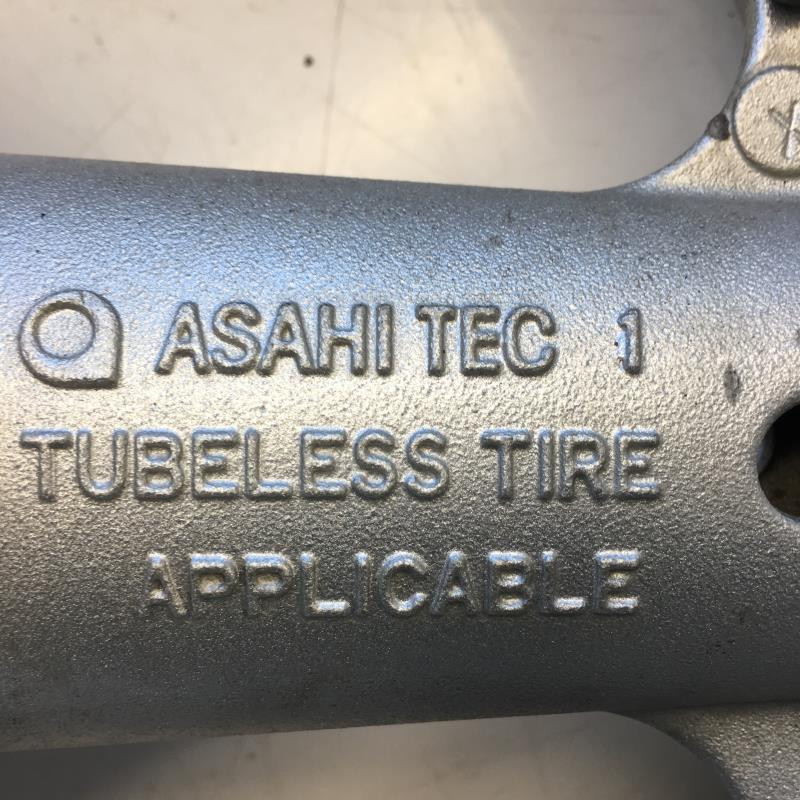 ASAHI TEC 1
TUBELESS TIRE
APPLICABLE